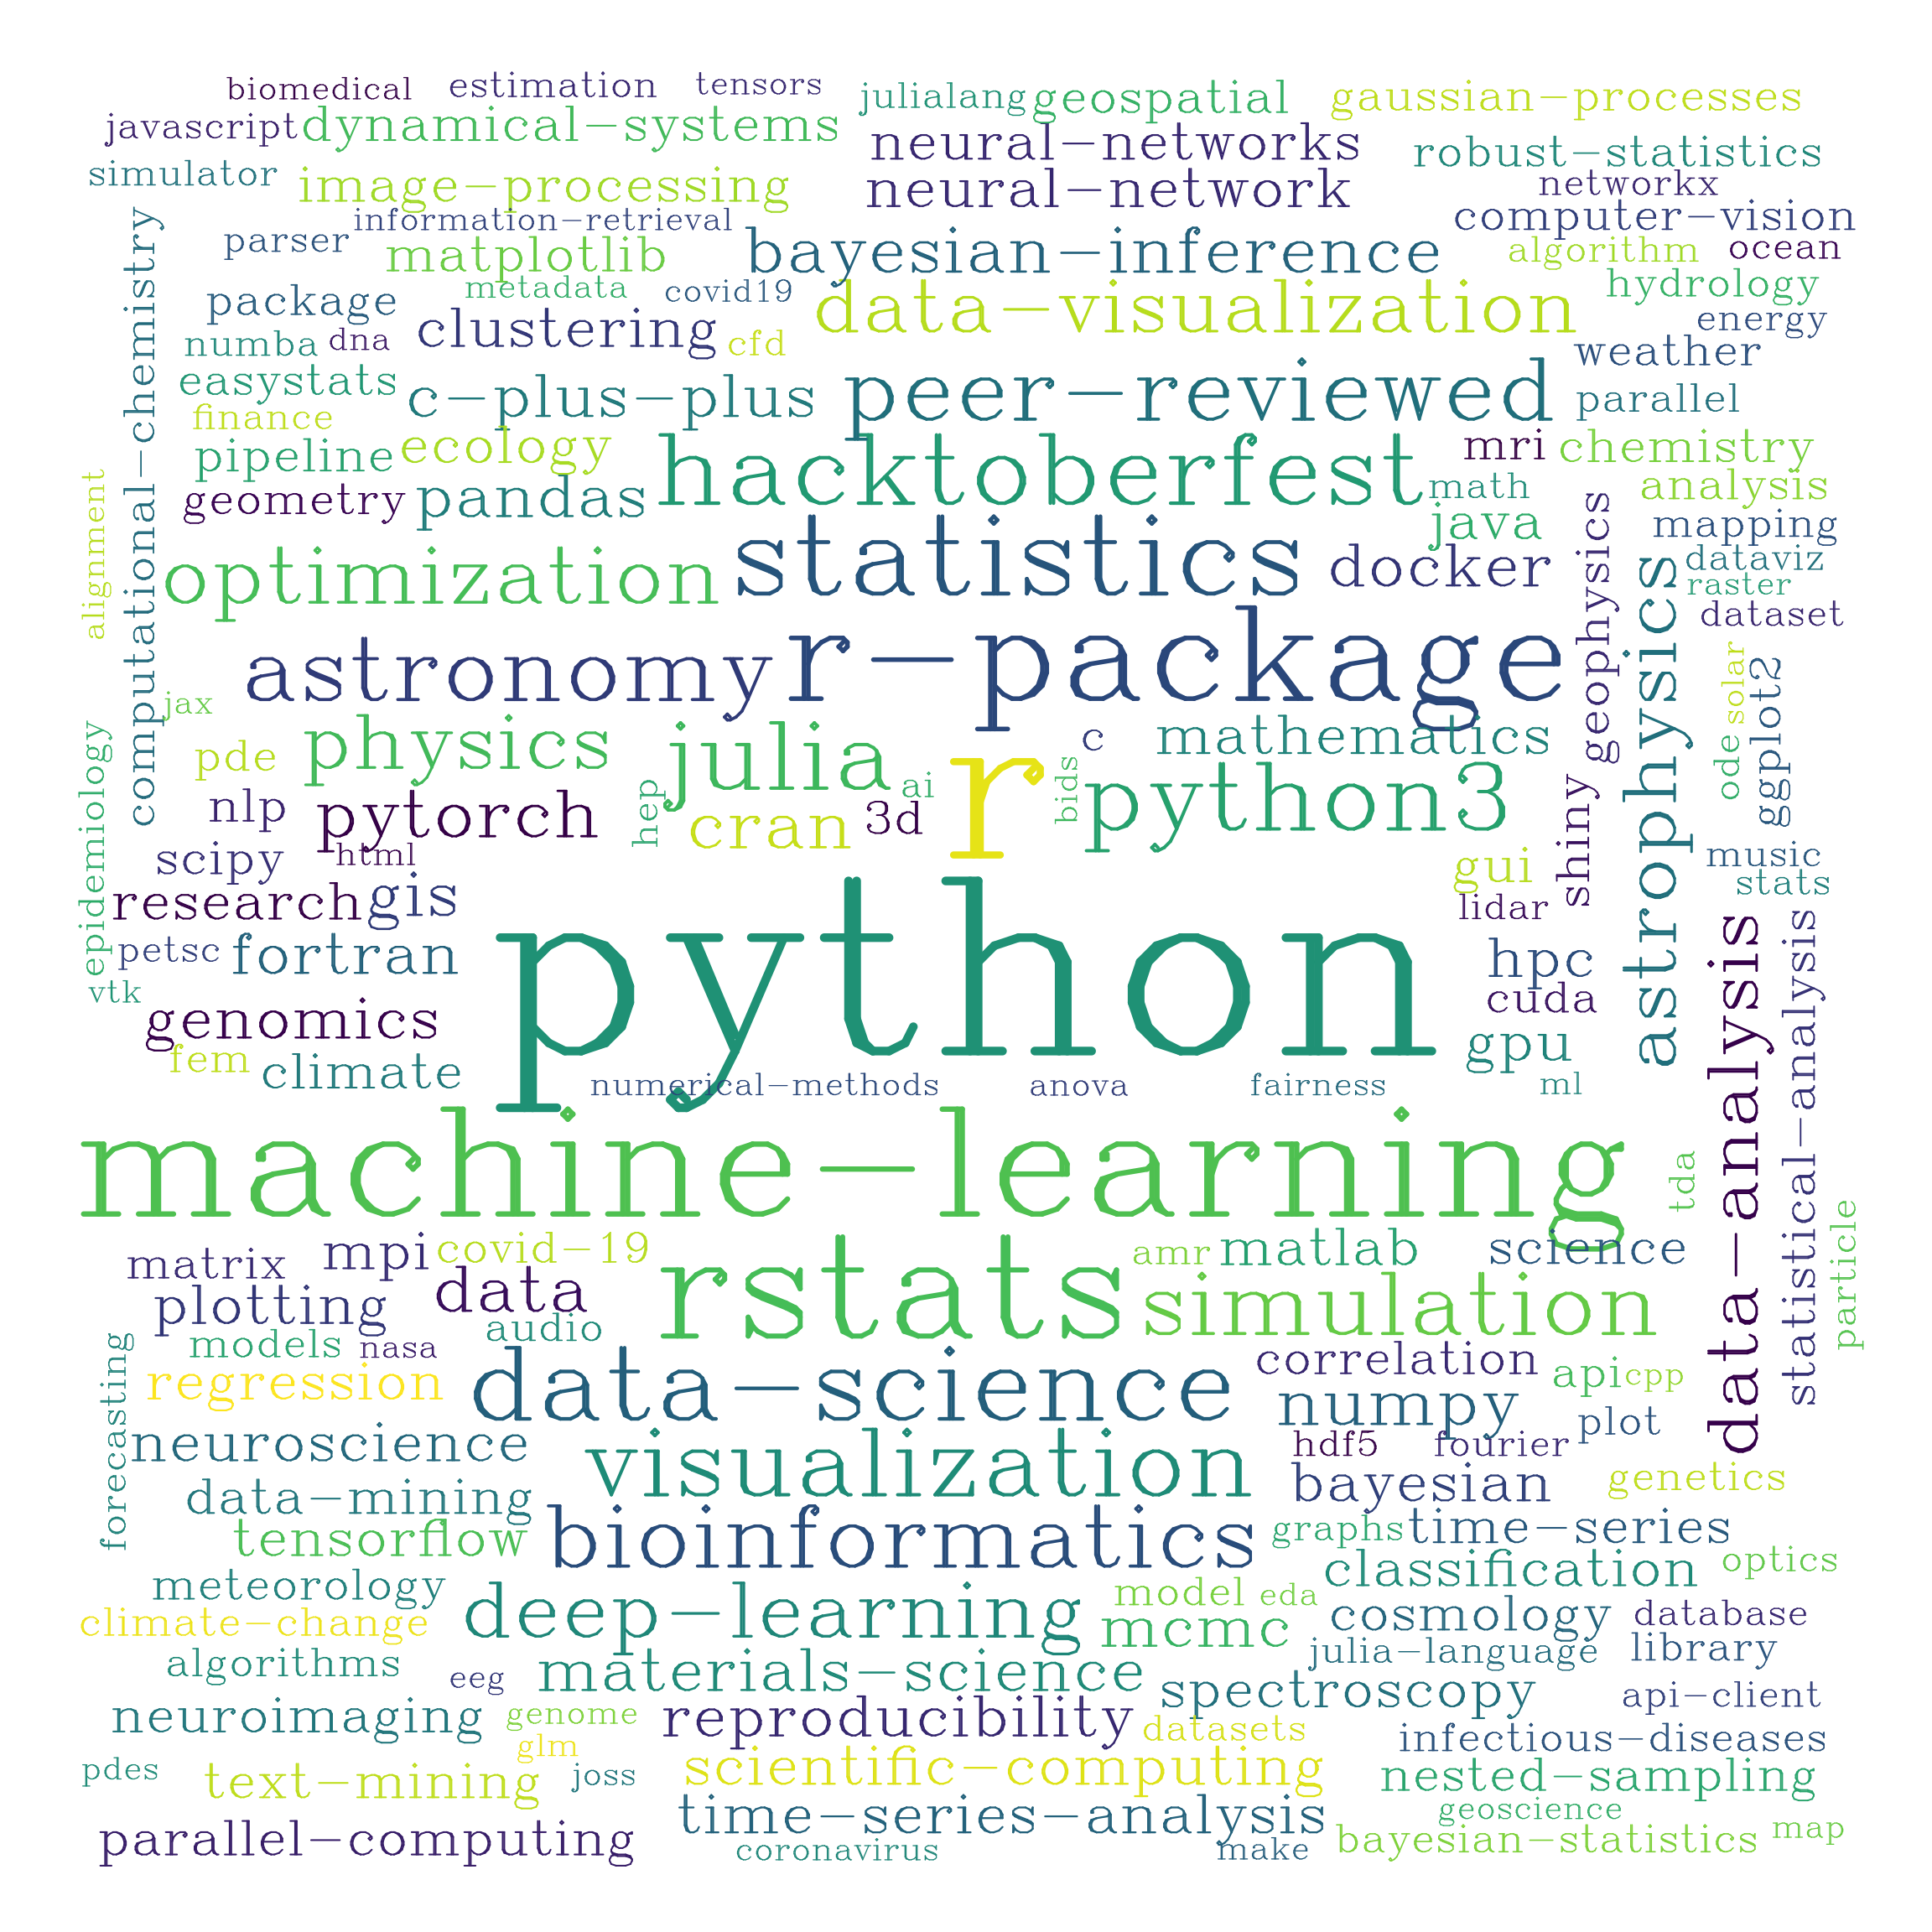 biomedical estimation tensors
julialang geospatial gaussian-processes
javascript dynamical-systems
neural-networks robust-statistics
simulator image-processing neural-network networkx
information-retrieval computer-vision
parser matplotlib bayesian-inference algorithm ocean
metadata covid19 data-visualization hydrology
package clustering cfd energy
numba dna weather
easystats c-plus-plus peer-reviewed parallel
finance ecology hacktoberfest mri chemistry
pipeline math analysis
geometry pandas java mapping
alignment
computational-chemistry
optimization statistics docker geophysics dataviz
raster
dataset
astronomy r-package astrophysics solar
ggplot2
ode
jax
physics julia c mathematics
epidemiology
pde ai r bids python3 shiny
nlp pytorch hep cran 3d
scipy html gui music
stats
research gis lidar
petsc fortran python hpc
vtk cuda
genomics gpu
fem climate numerical-methods anova fairness ml
data-analysis
statistical-analysis
machine-learning tda
particle
matrix mpi covid-19 rstats amr matlab science
plotting data simulation
models nasa audio
forecasting
regression data-science correlation api cpp
numpy plot
neuroscience visualization hdf5 fourier
data-mining bayesian genetics
tensorflow bioinformatics graphs time-series
meteorology classification optics
climate-change deep-learning model eda cosmology database
mcmc
algorithms eeg materials-science julia-language library
spectroscopy api-client
neuroimaging genome reproducibility datasets infectious-diseases
glm
pdes text-mining joss scientific-computing nested-sampling
time-series-analysis geoscience
parallel-computing coronavirus make bayesian-statistics map